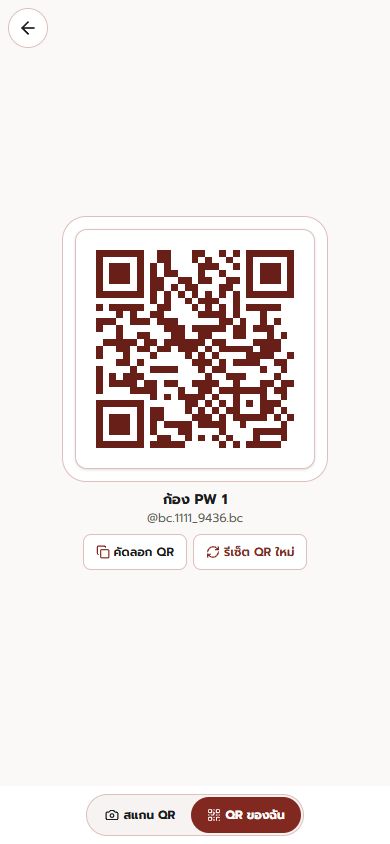 ก้อง PW 1
@bc.1111_9436.bc
คัดลอก QR
รีเซ็ต QR ใหม่
สแกน QR
QR ของฉัน